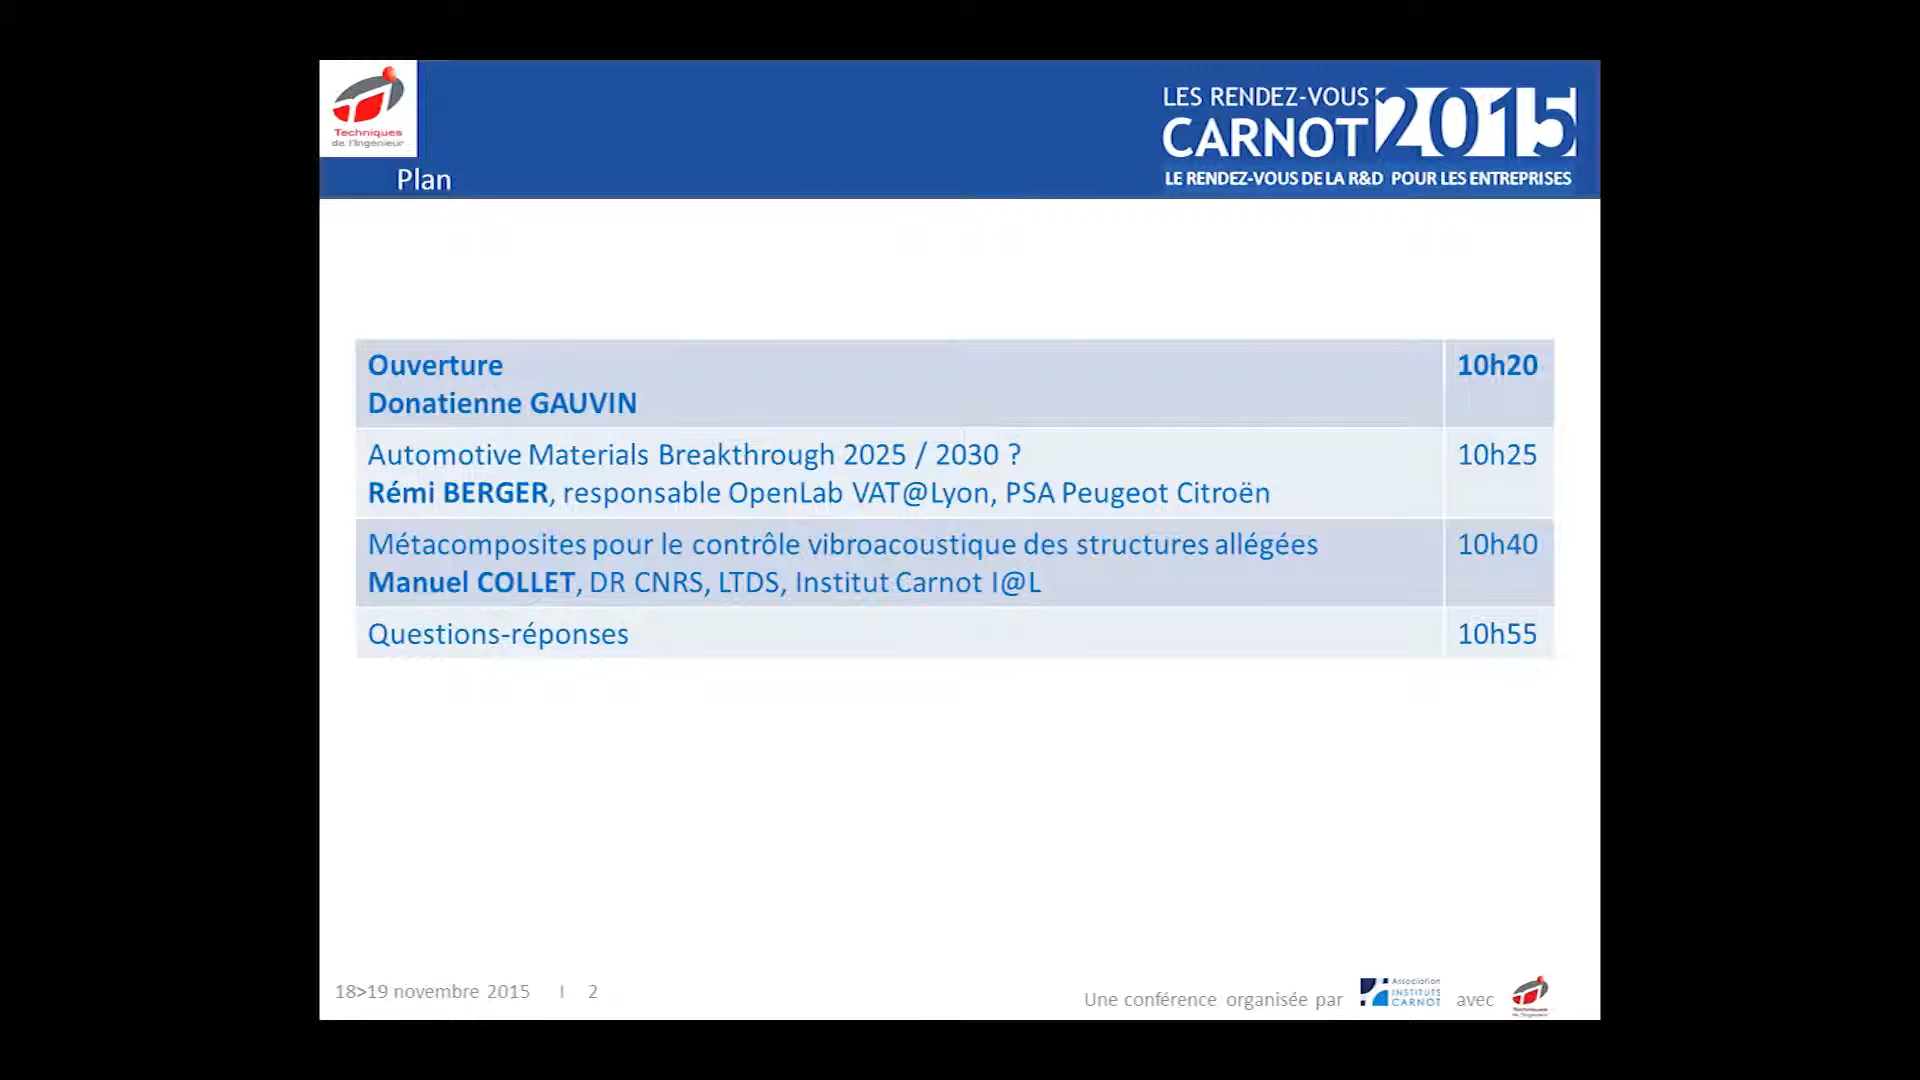 Techniques
de l'Ingénieur
LES RENDEZ-VOUS
CARNOT 2015
LE RENDEZ-VOUS DE LA R&D POUR LES ENTREPRISES
Plan
Ouverture
Donatienne GAUVIN
10h20
Automotive Materials Breakthrough 2025 / 2030 ?
Rémi BERGER, responsable OpenLab VAT@Lyon, PSA Peugeot Citroën
10h25
Métacomposites pour le contrôle vibroacoustique des structures allégées
Manuel COLLET, DR CNRS, LTDS, Institut Carnot I@L
10h40
Questions-réponses
10h55
18>19 novembre 2015 I 2
Une conférence organisée par
Association
INSTITUTS
CARNOT
avec
Techniques
de l'Ingénieur